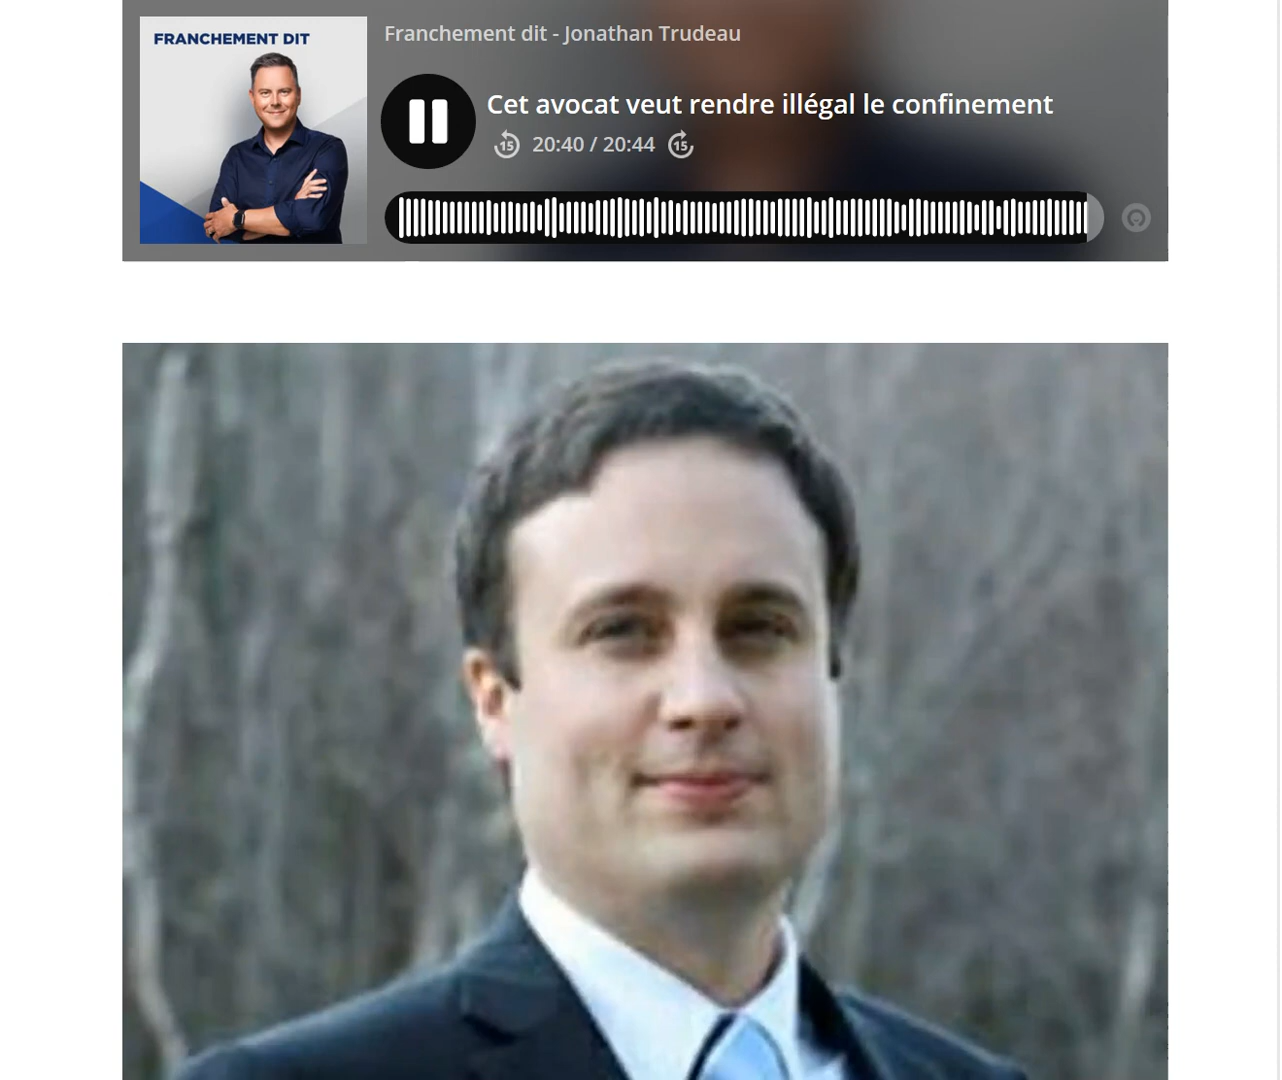 FRANCHEMENT DIT
Franchement dit - Jonathan Trudeau
Cet avocat veut rendre illégal le confinement
15 20:40 / 20:44 15